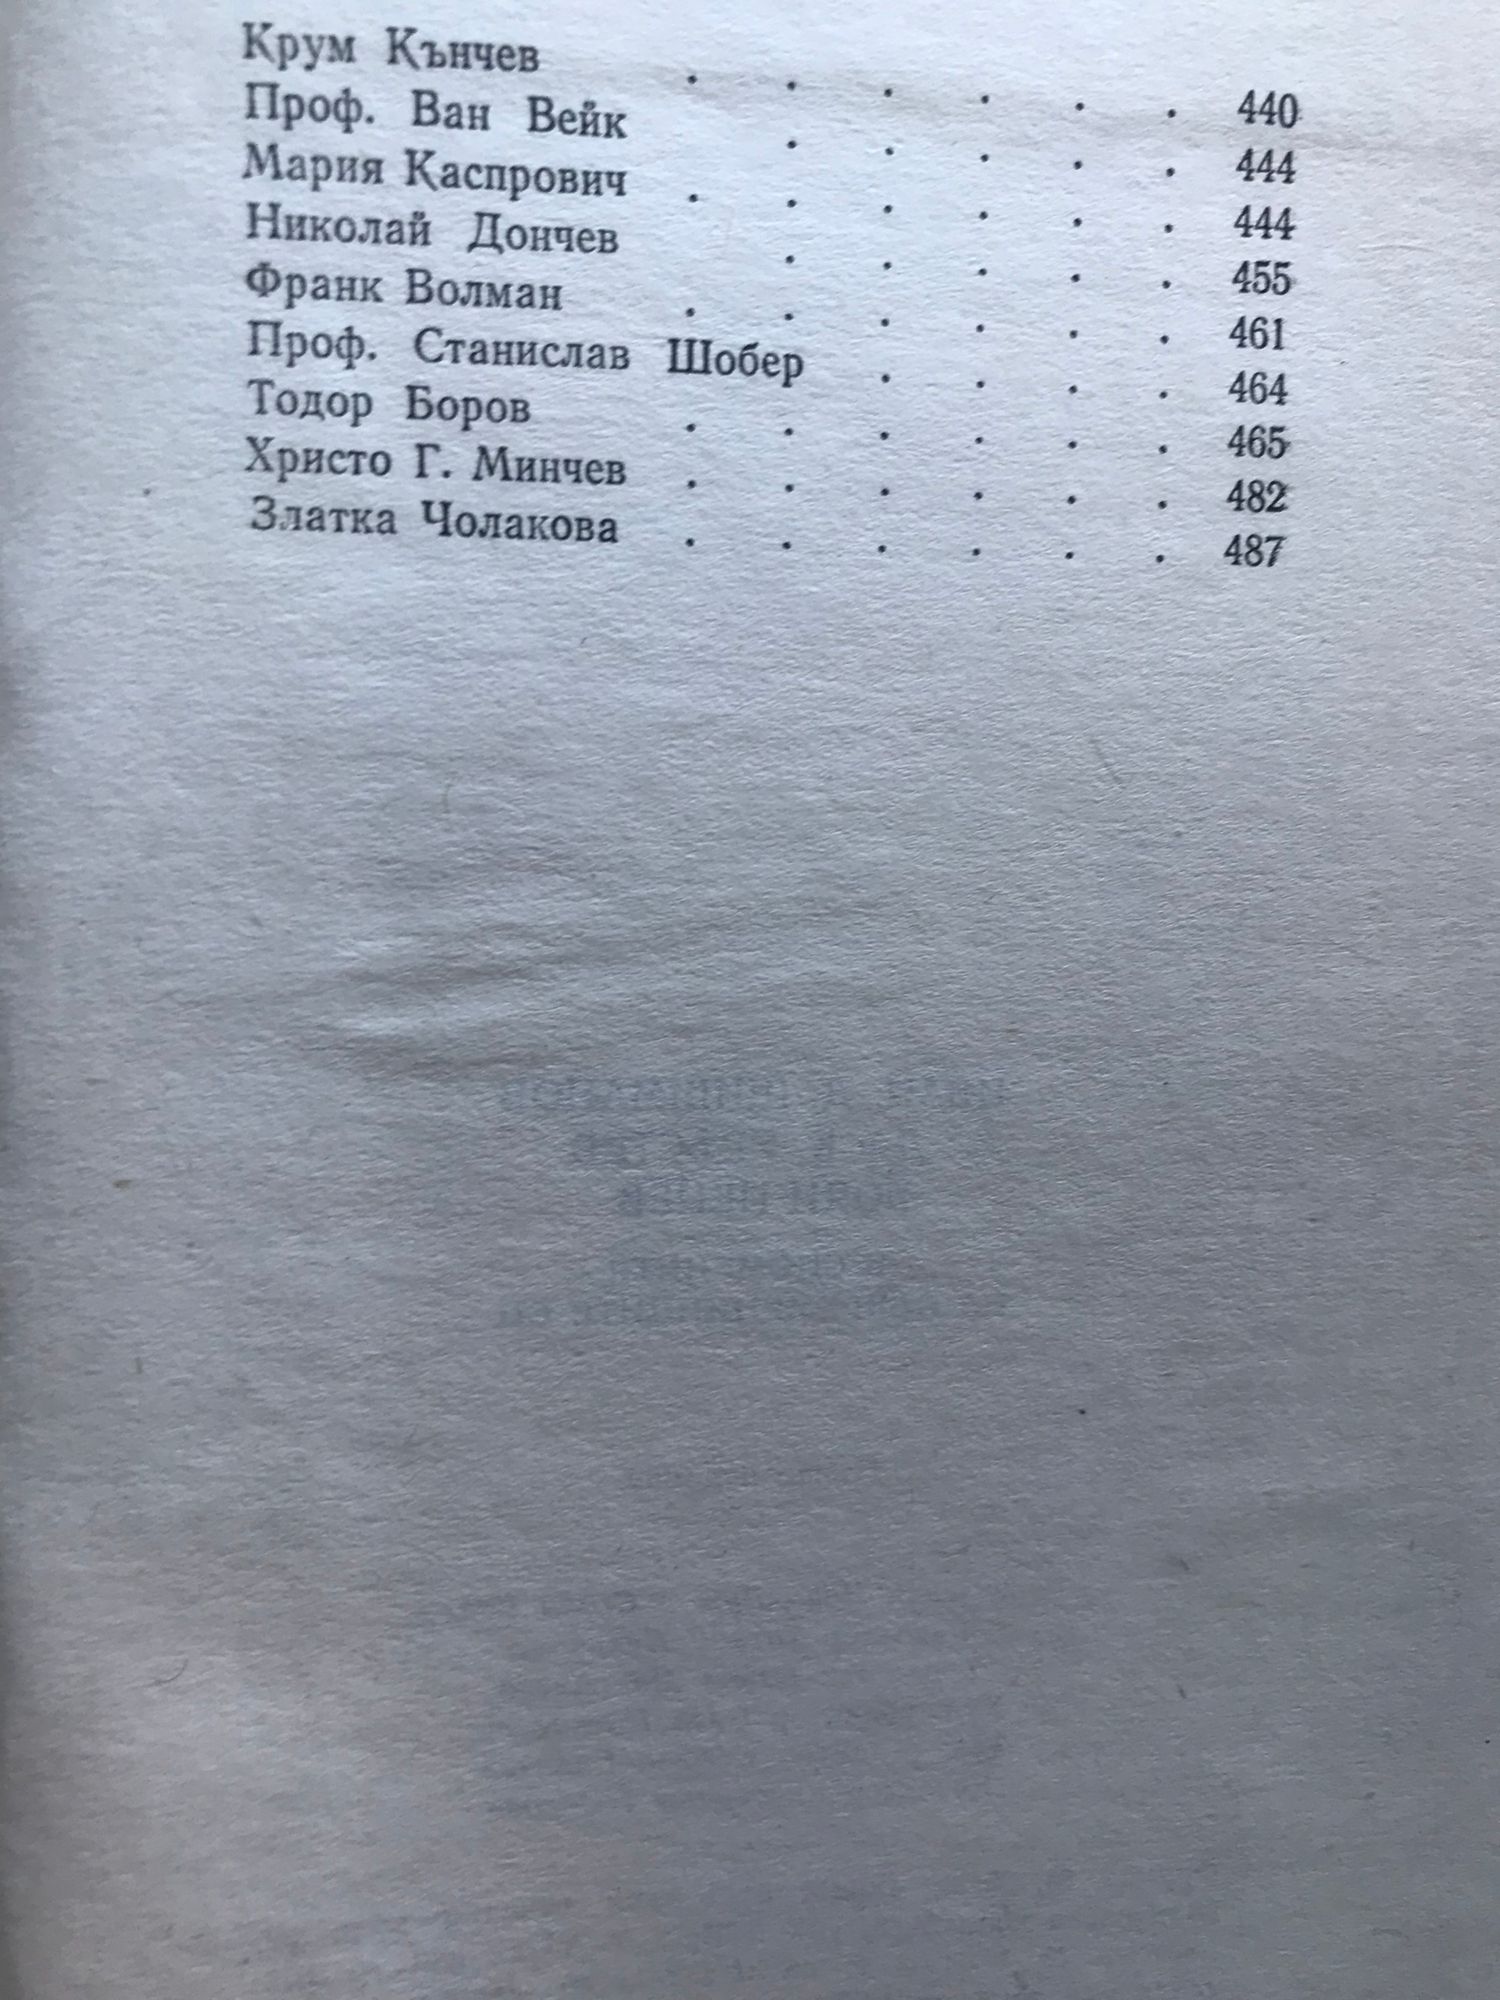 Крум Кънчев . . . . . . 440
Проф. Ван Вейк . . . . . 444
Мария Каспрович . . . . . . 444
Николай Дончев . . . . . 455
Франк Волман . . . . . . 461
Проф. Станислав Шобер . . . . 464
Тодор Боров . . . . . . 465
Христо Г. Минчев . . . . . . 482
Златка Чолакова . . . . . . 487